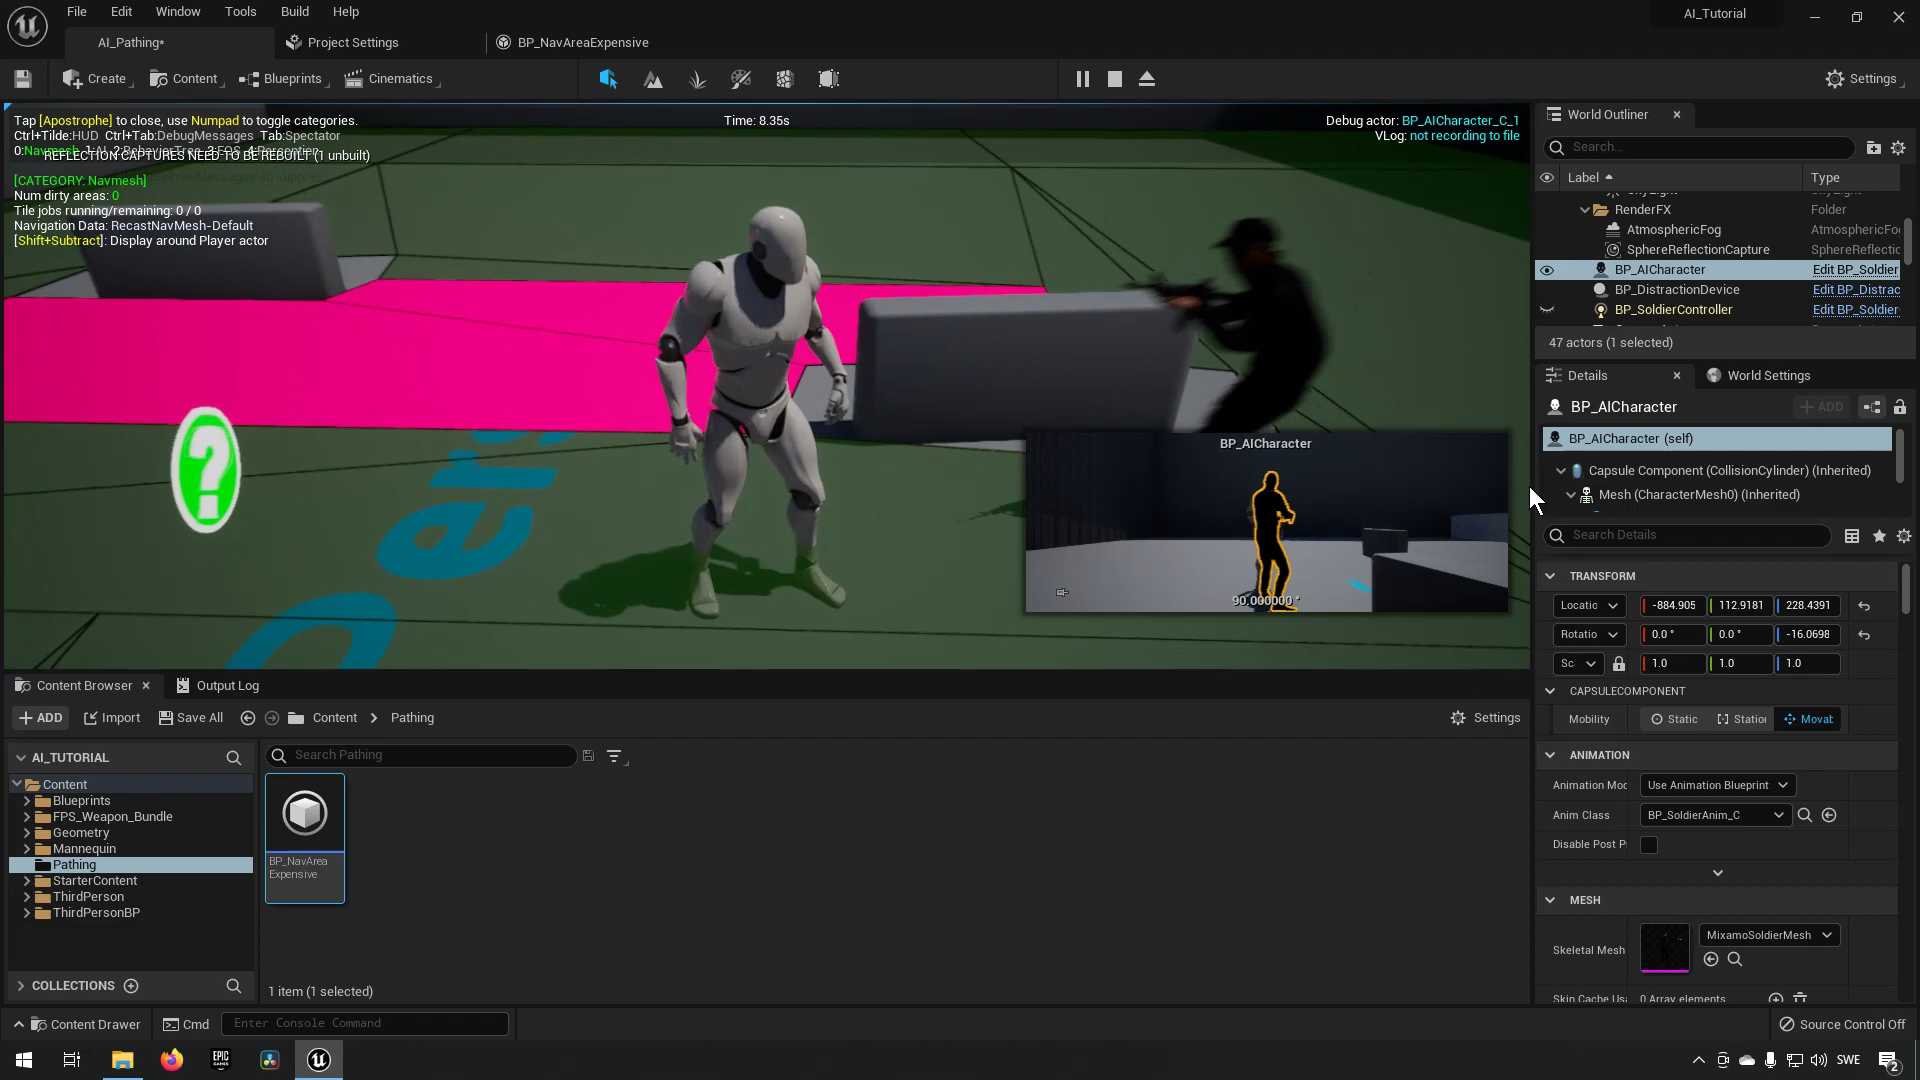 File Edit Window Tools Build Help
AI_Tutorial
AI_Pathing*
Project Settings
BP_NavAreaExpensive
Create
Content
Blueprints
Cinematics
Settings
Tap [Apostrophe] to close, use Numpad to toggle categories.
Ctrl+Tilde:HUD Ctrl+Tab:DebugMessages Tab:Spectator
REFLECTION CAPTURES NEED TO BE REBUILT (1 unbuilt)
[CATEGORY: Navmesh]
Num dirty areas: 0
Tile jobs running/remaining: 0 / 0
Navigation Data: RecastNavMesh-Default
[Shift+Subtract]: Display around Player actor
Time: 8.35s
Debug actor: BP_AICharacter_C_1
VLog: not recording to file
?
BP_AICharacter
90.000000 °
World Outliner
Search...
Label
Type
RenderFX
Folder
AtmosphericFog
AtmosphericFo
SphereReflectionCapture
SphereReflectic
BP_AICharacter
Edit BP_Soldier
BP_DistractionDevice
Edit BP_Distrac
BP_SoldierController
Edit BP_Soldier
47 actors (1 selected)
Details
World Settings
BP_AICharacter
ADD
BP_AICharacter (self)
Capsule Component (CollisionCylinder) (Inherited)
Mesh (CharacterMesh0) (Inherited)
Search Details
TRANSFORM
Locatic
-884.905
112.9181
228.4391
Rotatio
0.0 °
0.0 °
-16.0698
Sc
1.0
1.0
1.0
CAPSULECOMPONENT
Mobility
Static
Station
Movab
ANIMATION
Animation Moc
Use Animation Blueprint
Anim Class
BP_SoldierAnim_C
Disable Post P
MESH
Skeletal Mesh
MixamoSoldierMesh
Skin Cache Usa
0 Array elements
Content Browser
Output Log
ADD
Import
Save All
Content
Pathing
Settings
AI_TUTORIAL
Search Pathing
Content
Blueprints
FPS_Weapon_Bundle
Geometry
Mannequin
Pathing
StarterContent
ThirdPerson
ThirdPersonBP
BP_NavArea
Expensive
COLLECTIONS
1 item (1 selected)
Content Drawer
Cmd
Enter Console Command
Source Control Off
EPIC
GAMES
SWE
2